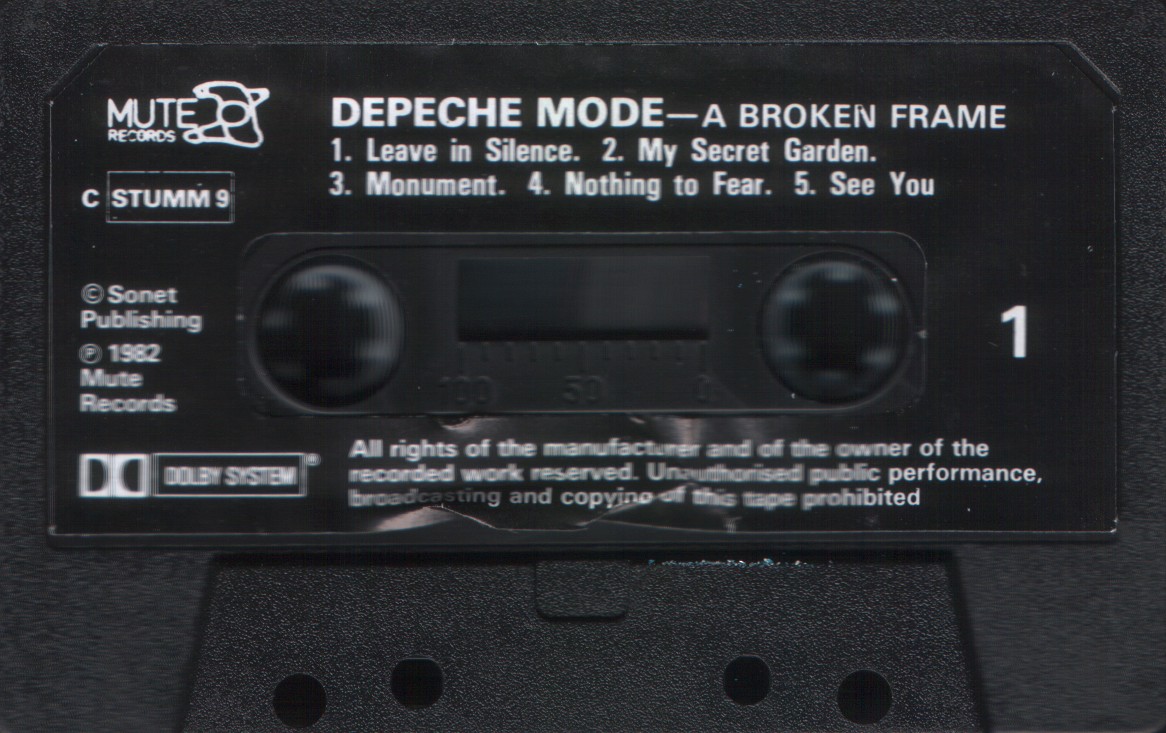 MUTE
RECORDS
DEPECHE MODE—A BROKEN FRAME
1. Leave in Silence. 2. My Secret Garden.
3. Monument. 4. Nothing to Fear. 5. See You
C STUMM 9
© Sonet
Publishing
℗ 1982
Mute
Records
1
100 50 0
DOLBY SYSTEM®
All rights of the manufacturer and of the owner of the
recorded work reserved. Unauthorised public performance,
broadcasting and copying of this tape prohibited